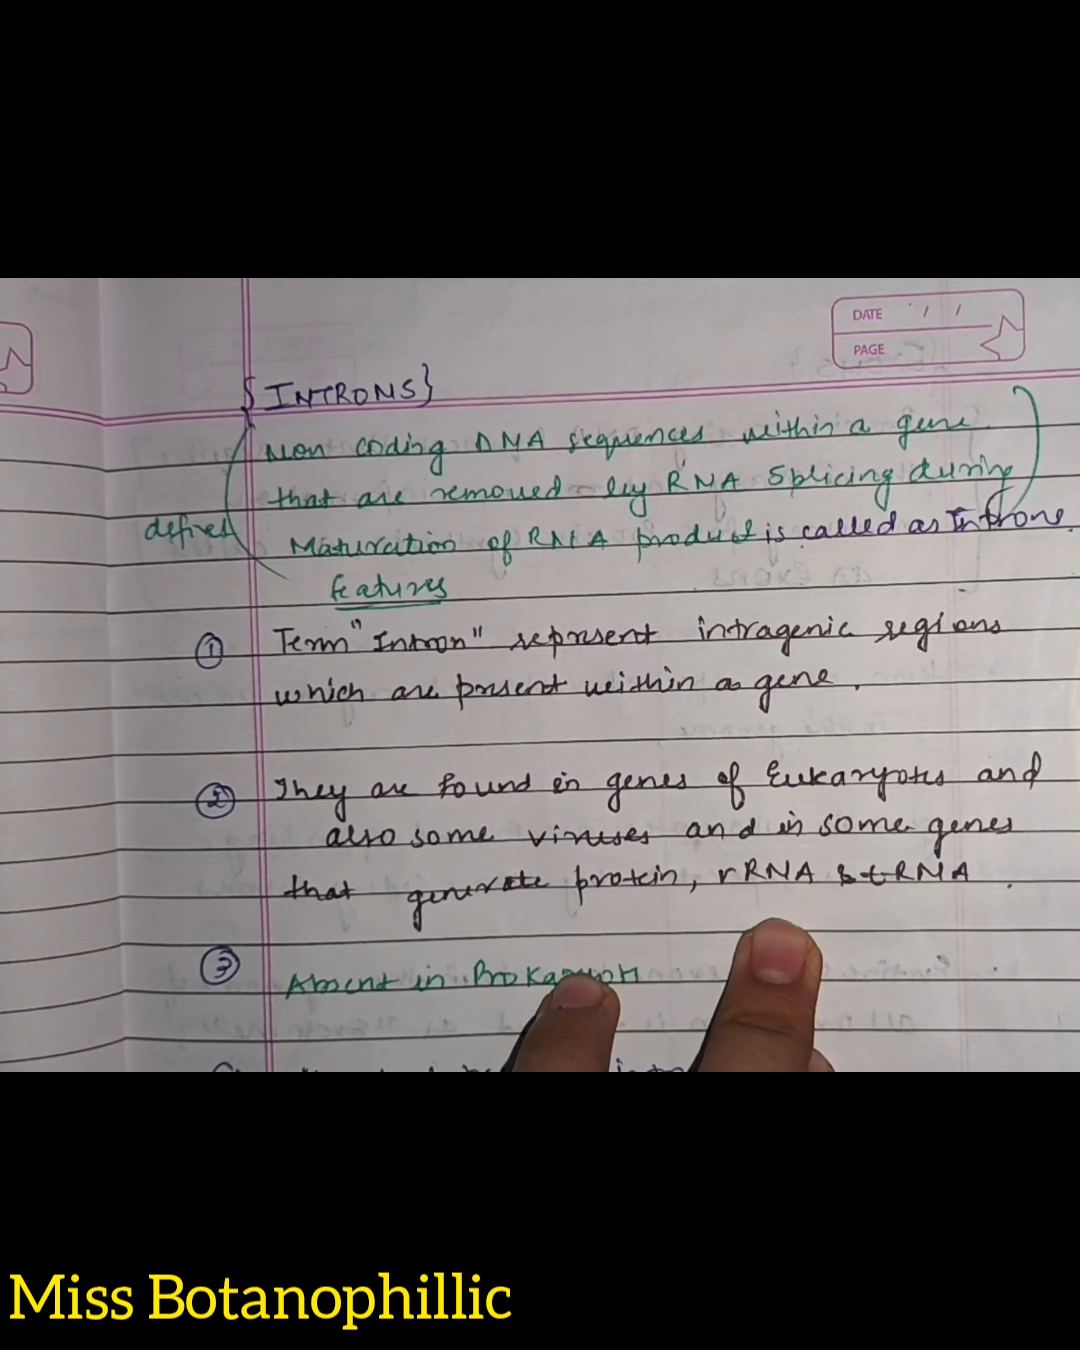 DATE / /
PAGE
{INTRONS}
Non coding DNA sequences within a gene
that are removed by RNA Splicing during
defines
Maturation of RNA product is called as Introns.
features
① Term "Intron" represent intragenic regions
which are present within a gene.
② They are found in genes of Eukaryotes and
also some viruses and in some genes
that generate protein, rRNA & tRNA.
③ Absent in
Miss Botanophillic